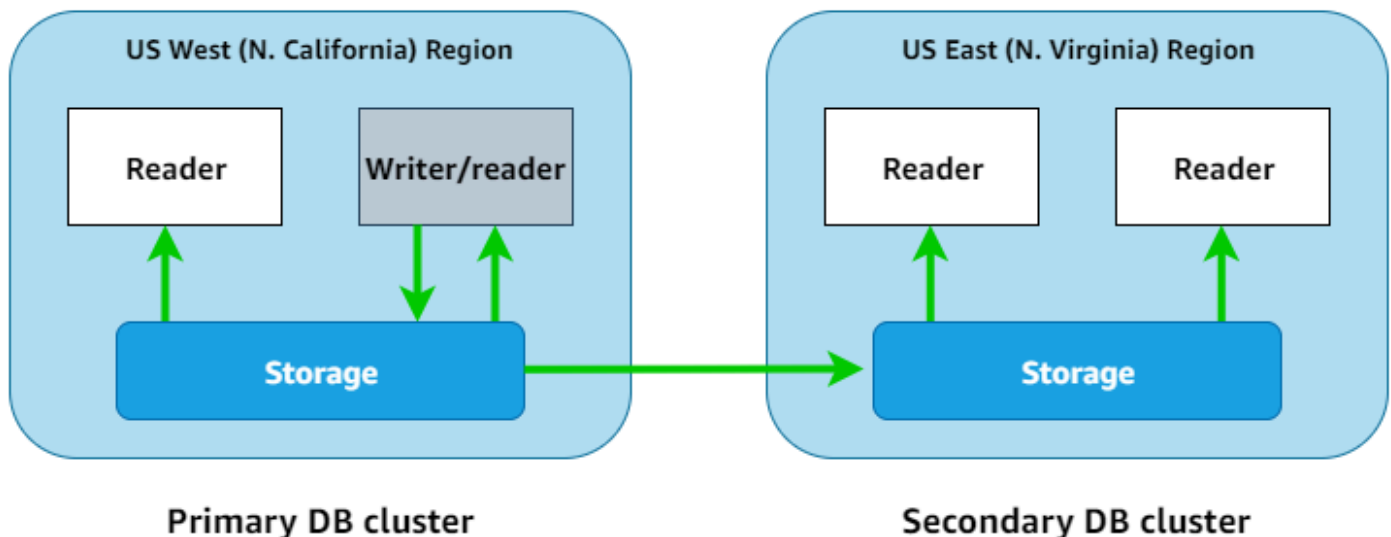 US West (N. California) Region
Reader
Writer/reader
Storage
Primary DB cluster
US East (N. Virginia) Region
Reader
Reader
Storage
Secondary DB cluster